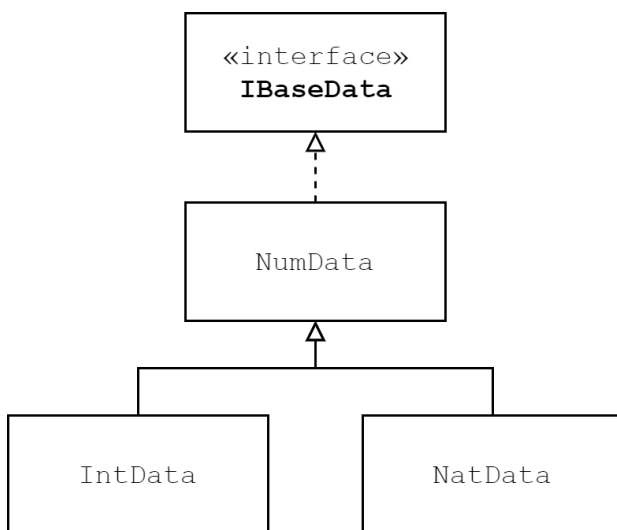 «interface»
IBaseData
NumData
IntData
NatData